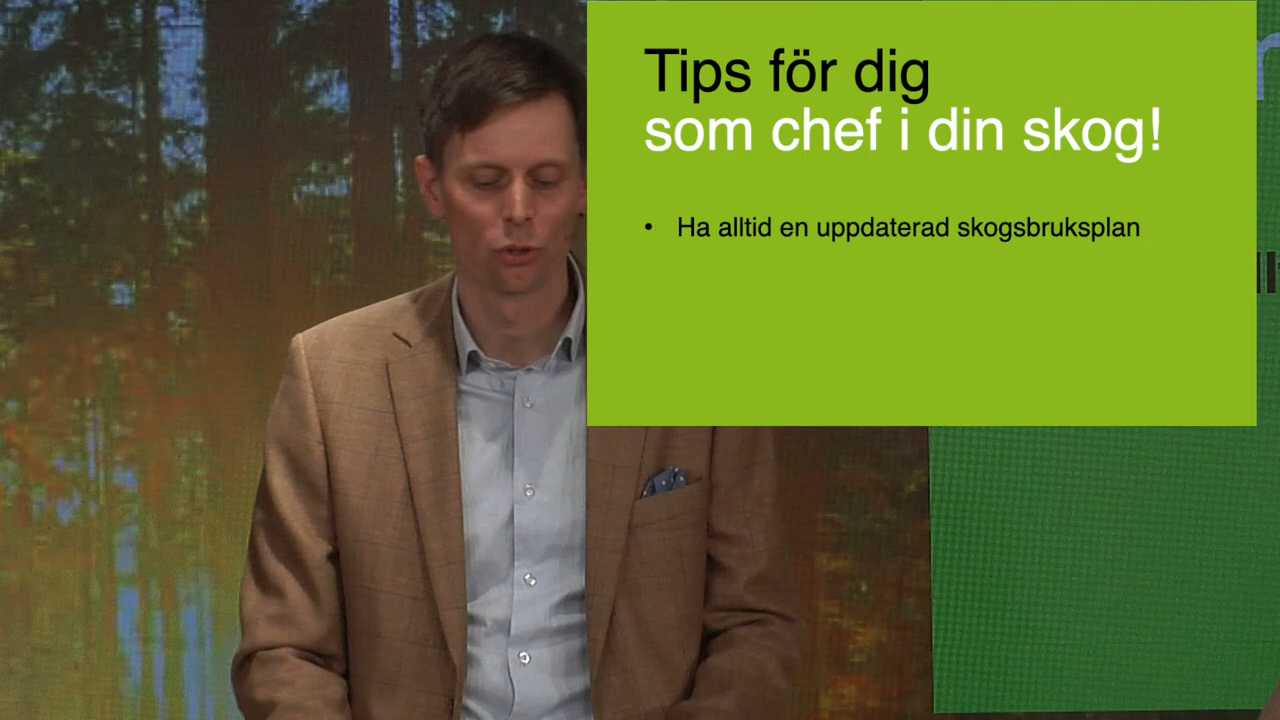 Tips för dig
som chef i din skog!
• Ha alltid en uppdaterad skogsbruksplan